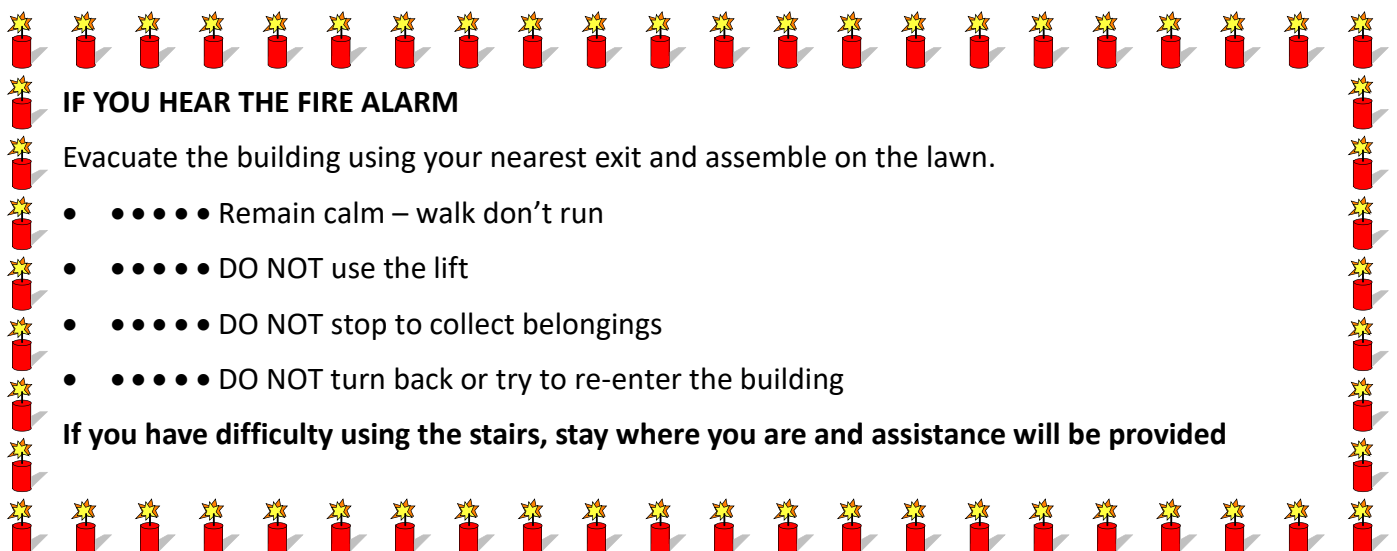 IF YOU HEAR THE FIRE ALARM
Evacuate the building using your nearest exit and assemble on the lawn.
• • • • • • Remain calm – walk don’t run
• • • • • • DO NOT use the lift
• • • • • • DO NOT stop to collect belongings
• • • • • • DO NOT turn back or try to re-enter the building
If you have difficulty using the stairs, stay where you are and assistance will be provided